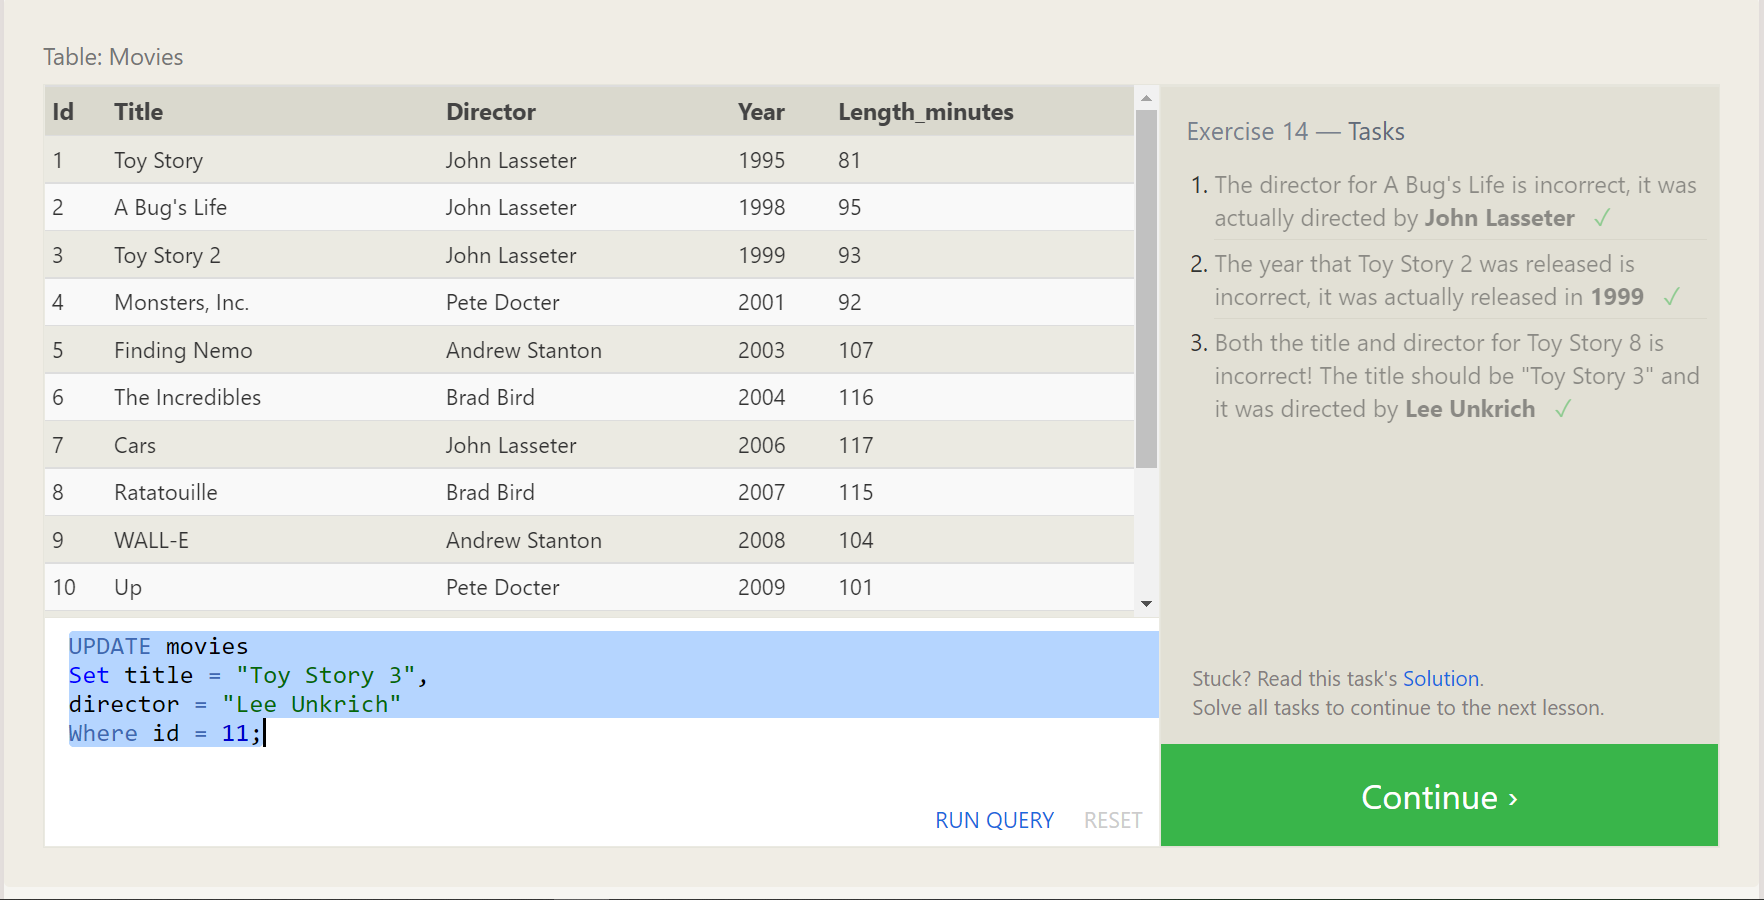 Table: Movies
Id Title Director Year Length_minutes
1 Toy Story John Lasseter 1995 81
2 A Bug's Life John Lasseter 1998 95
3 Toy Story 2 John Lasseter 1999 93
4 Monsters, Inc. Pete Docter 2001 92
5 Finding Nemo Andrew Stanton 2003 107
6 The Incredibles Brad Bird 2004 116
7 Cars John Lasseter 2006 117
8 Ratatouille Brad Bird 2007 115
9 WALL-E Andrew Stanton 2008 104
10 Up Pete Docter 2009 101
UPDATE movies
Set title = "Toy Story 3",
director = "Lee Unkrich"
Where id = 11;
RUN QUERY RESET
Exercise 14 — Tasks
1. The director for A Bug's Life is incorrect, it was
actually directed by John Lasseter ✓
2. The year that Toy Story 2 was released is
incorrect, it was actually released in 1999 ✓
3. Both the title and director for Toy Story 8 is
incorrect! The title should be "Toy Story 3" and
it was directed by Lee Unkrich ✓
Stuck? Read this task's Solution.
Solve all tasks to continue to the next lesson.
Continue ›